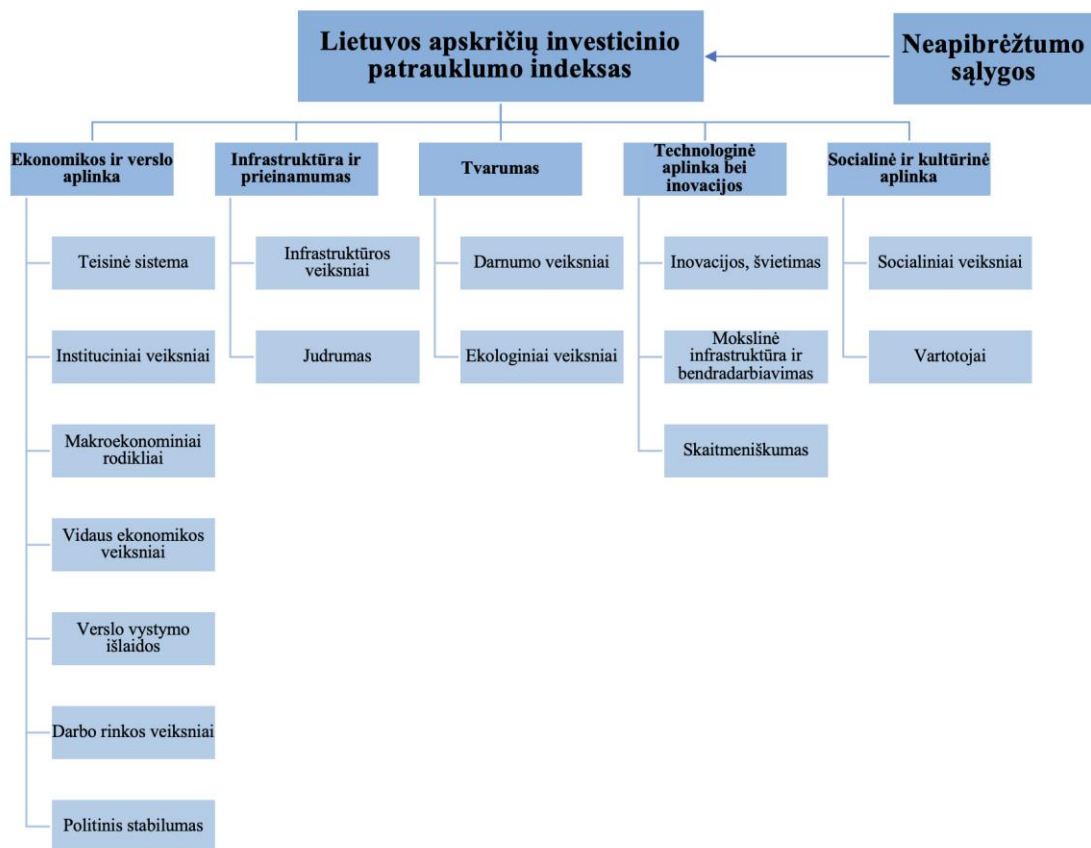 Lietuvos apskričių investicinio
patrauklumo indeksas
Neapibrėžtumo
sąlygos
Ekonomikos ir verslo
aplinka
Infrastruktūra ir
prieinamumas
Tvarumas
Technologinė
aplinka bei
inovacijos
Socialinė ir kultūrinė
aplinka
Teisinė sistema
Infrastruktūros
veiksniai
Darnumo veiksniai
Inovacijos, švietimas
Socialiniai veiksniai
Instituciniai veiksniai
Judrumas
Ekologiniai veiksniai
Mokslinė
infrastruktūra ir
bendradarbiavimas
Vartotojai
Makroekonominiai
rodikliai
Skaitmeniškumas
Vidaus ekonomikos
veiksniai
Verslo vystymo
išlaidos
Darbo rinkos veiksniai
Politinis stabilumas